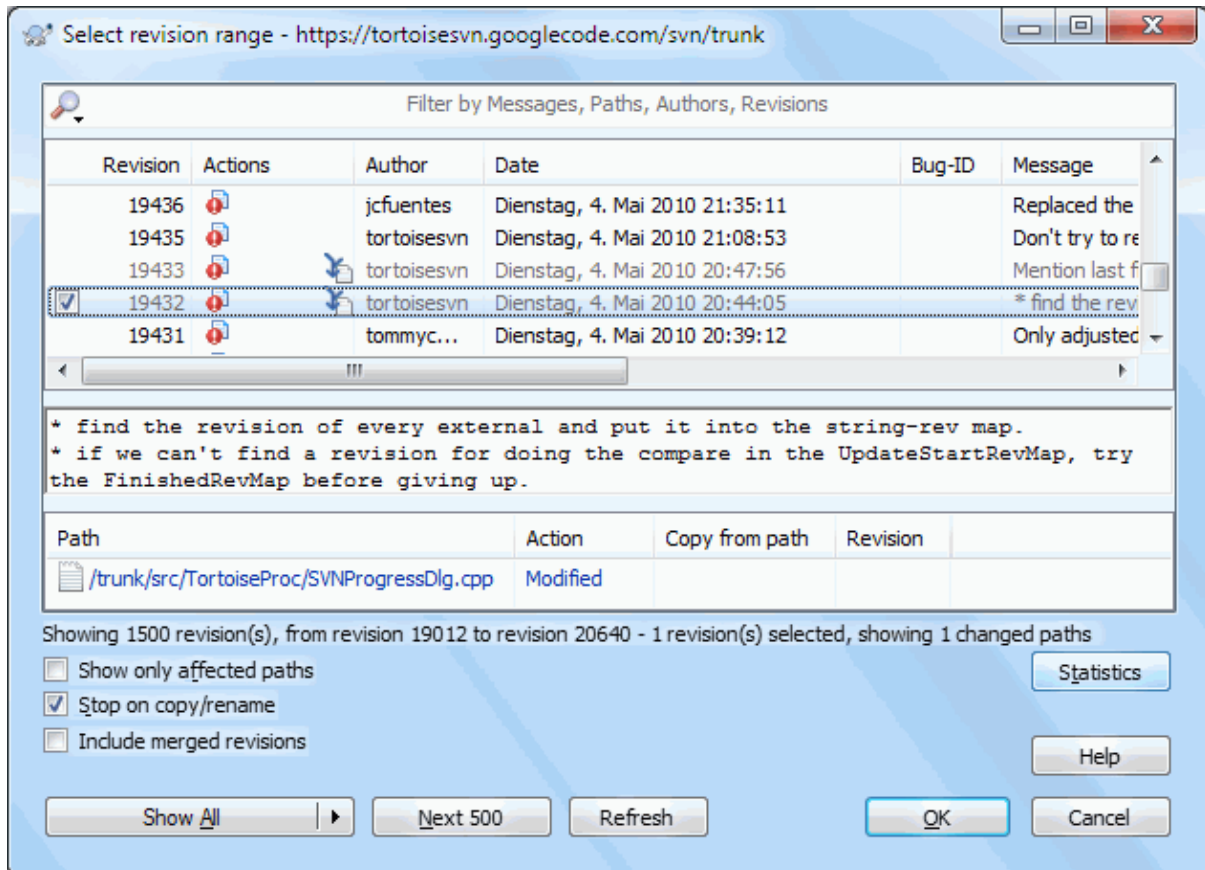 Select revision range - https://tortoisesvn.googlecode.com/svn/trunk
Filter by Messages, Paths, Authors, Revisions
Revision Actions Author Date Bug-ID Message
19436 jcfuentes Dienstag, 4. Mai 2010 21:35:11 Replaced the
19435 tortoisesvn Dienstag, 4. Mai 2010 21:08:53 Don't try to re
19433 tortoisesvn Dienstag, 4. Mai 2010 20:47:56 Mention last f
19432 tortoisesvn Dienstag, 4. Mai 2010 20:44:05 * find the rev
19431 tommyc... Dienstag, 4. Mai 2010 20:39:12 Only adjusted
* find the revision of every external and put it into the string-rev map.
* if we can't find a revision for doing the compare in the UpdateStartRevMap, try
the FinishedRevMap before giving up.
Path Action Copy from path Revision
/trunk/src/TortoiseProc/SVNProgressDlg.cpp Modified
Showing 1500 revision(s), from revision 19012 to revision 20640 - 1 revision(s) selected, showing 1 changed paths
Show only affected paths
Statistics
Stop on copy/rename
Include merged revisions
Help
Show All Next 500 Refresh OK Cancel